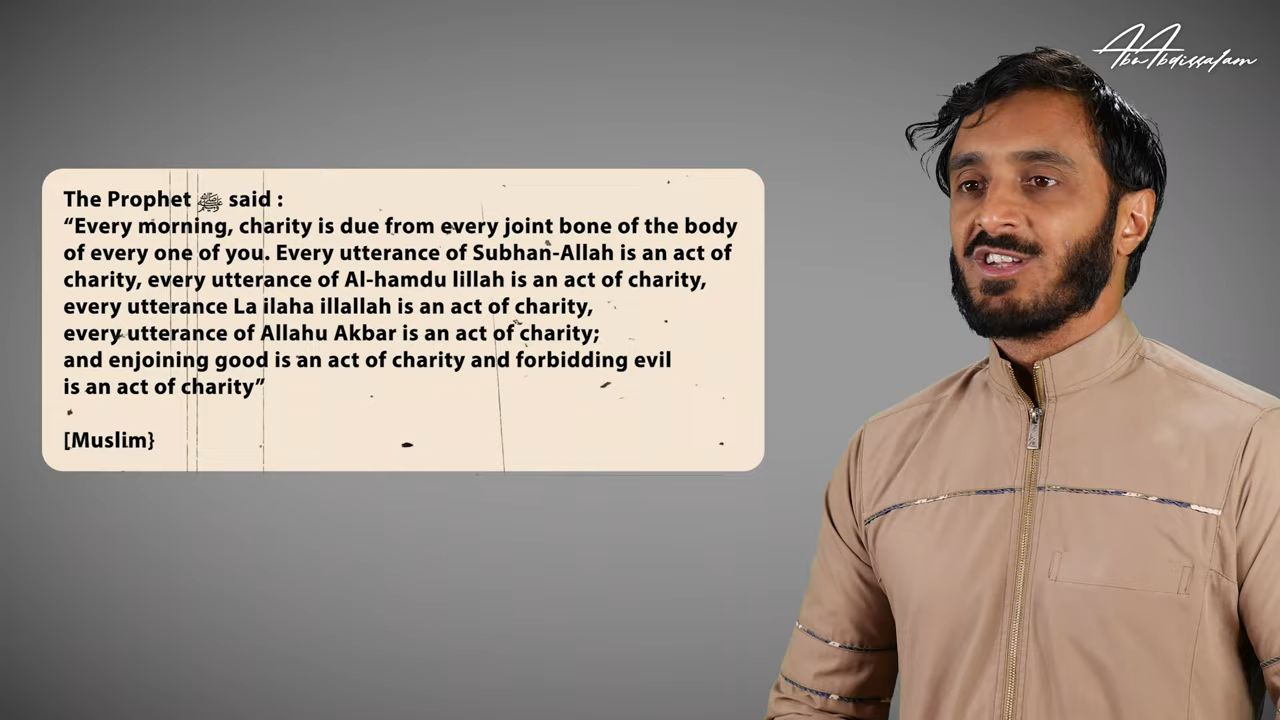 The Prophet ﷺ said :
“Every morning, charity is due from every joint bone of the body
of every one of you. Every utterance of Subhan-Allah is an act of
charity, every utterance of Al-hamdu lillah is an act of charity,
every utterance La ilaha illallah is an act of charity,
every utterance of Allahu Akbar is an act of charity;
and enjoining good is an act of charity and forbidding evil
is an act of charity”
[Muslim}
AbuAbdissalam